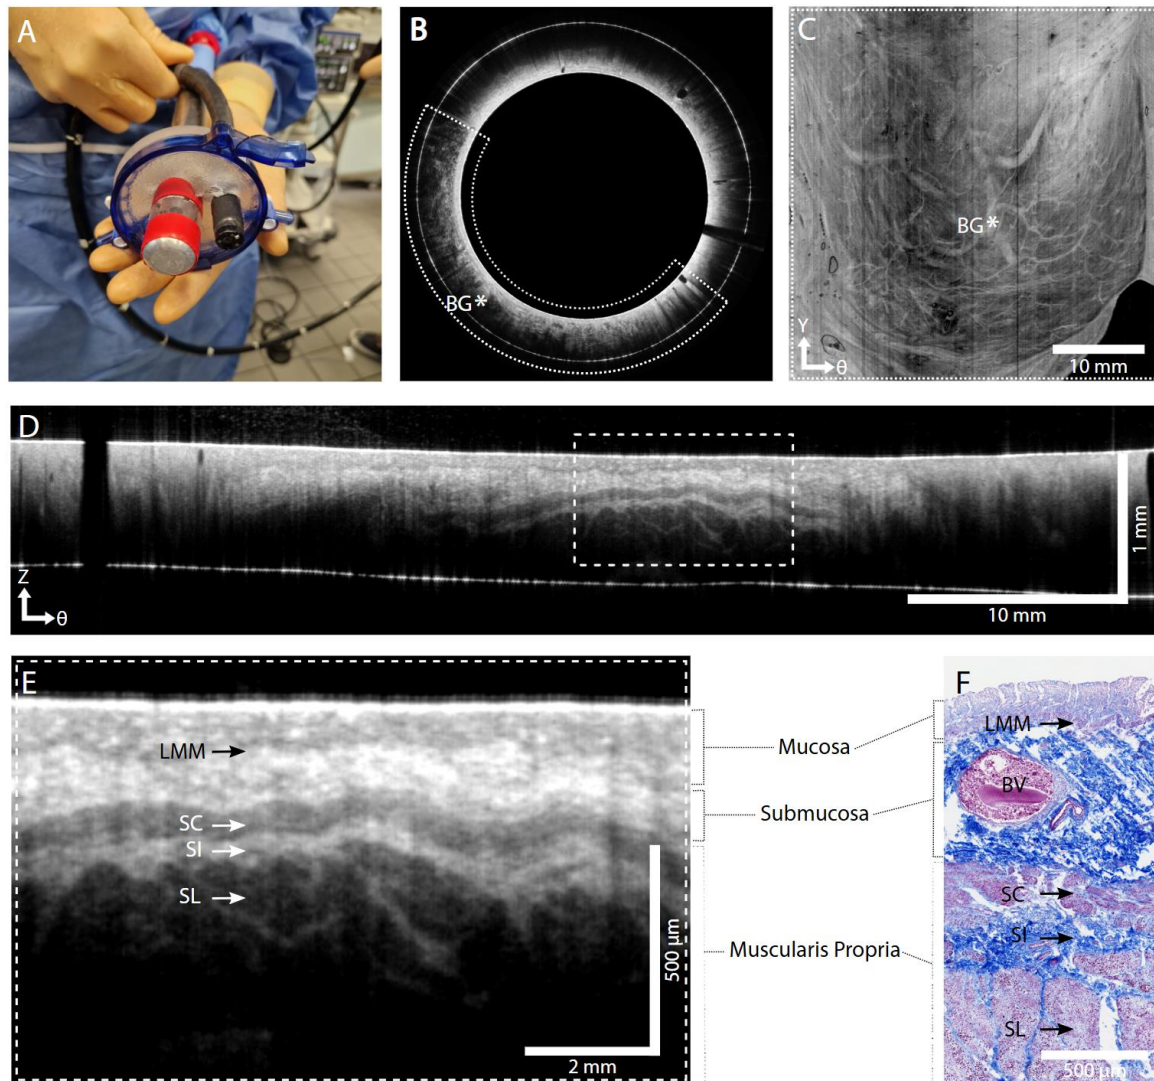 A
B
BG*
C
BG*
Y
θ
10 mm
D
Z
θ
1 mm
10 mm
E
LMM
SC
SI
SL
500 µm
2 mm
Mucosa
Submucosa
Muscularis Propria
F
LMM
BV
SC
SI
SL
500 µm